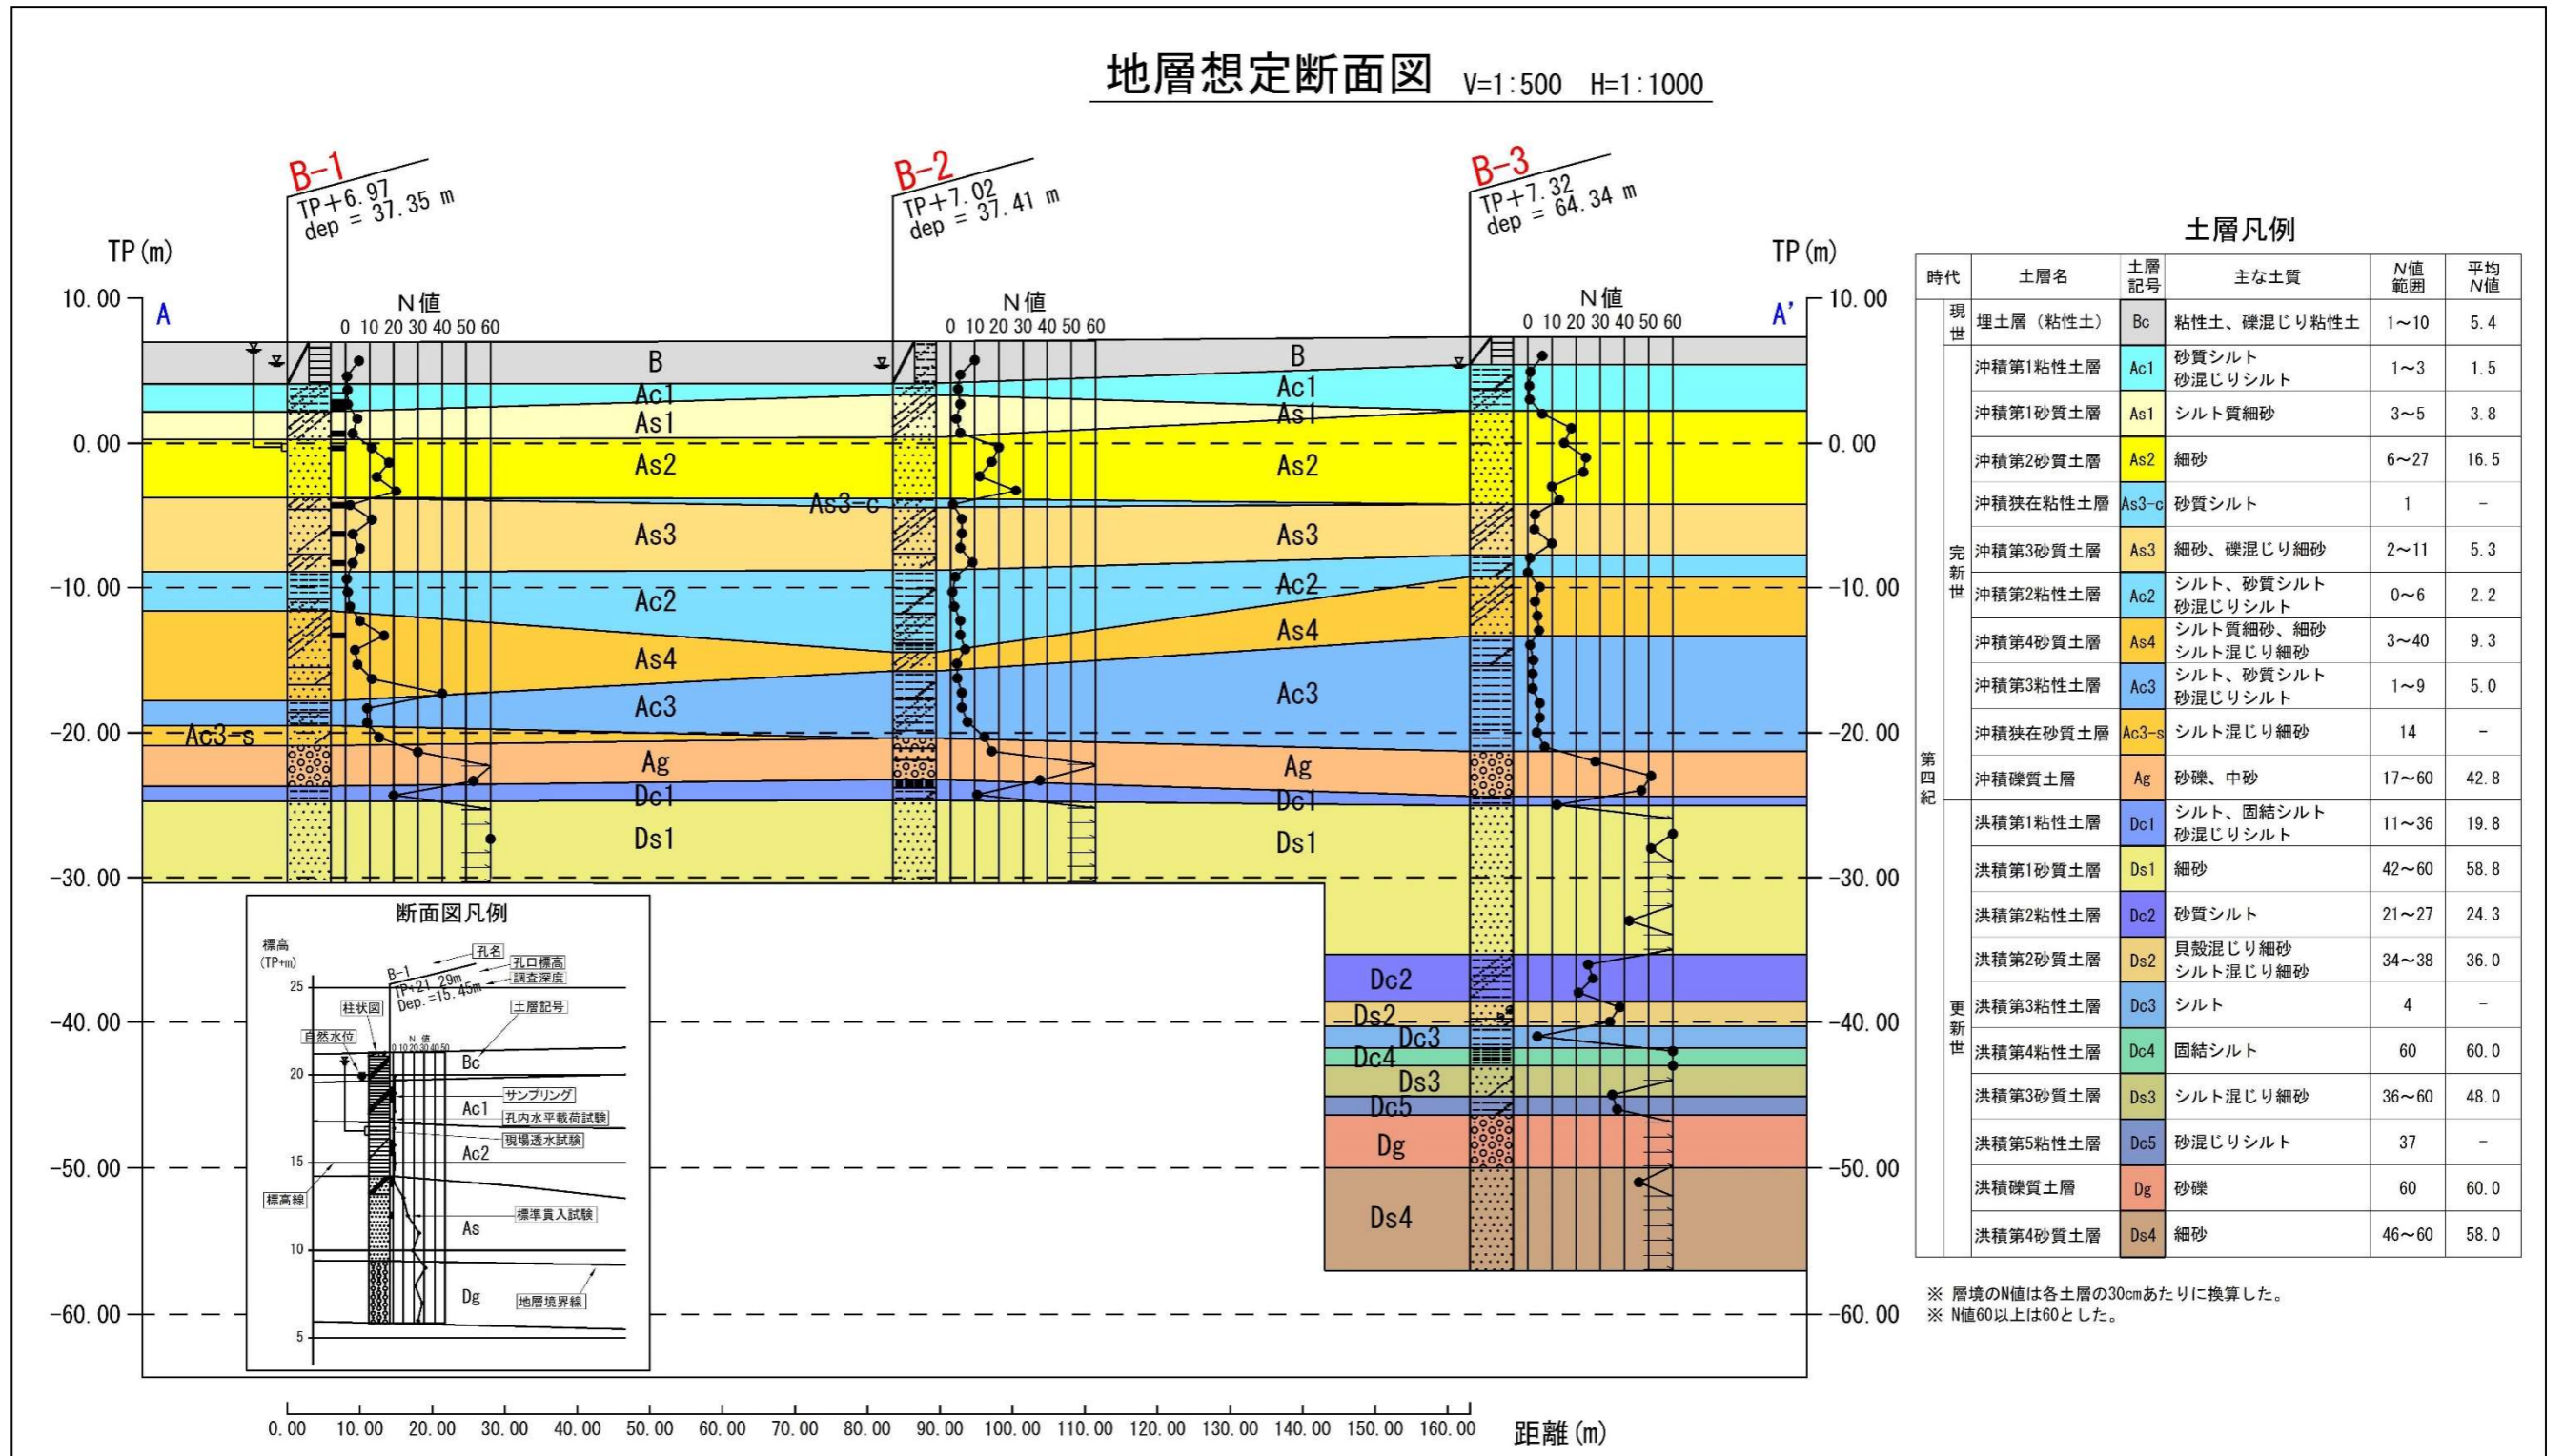 地層想定断面図 V=1:500 H=1:1000
B-1
TP+6.97
dep = 37.35 m
B-2
TP+7.02
dep = 37.41 m
B-3
TP+7.32
dep = 64.34 m
TP(m)
TP(m)
10.00
0.00
-10.00
-20.00
-30.00
-40.00
-50.00
-60.00
A
A'
N値
0 10 20 30 40 50 60
N値
0 10 20 30 40 50 60
N値
0 10 20 30 40 50 60
B
Ac1
As1
As2
As3-c
As3
Ac2
As4
Ac3
Ac3-s
Ag
Dc1
Ds1
B
Ac1
As1
As2
As3
Ac2
As4
Ac3
Ag
Dc1
Ds1
Dc2
Ds2
Dc3
Dc4
Ds3
Dc5
Dg
Ds4
10.00
0.00
-10.00
-20.00
-30.00
-40.00
-50.00
-60.00
断面図凡例
標高
(TP+m)
25
20
15
10
5
B-1
TP+21.29m
Dep.=15.45m
孔名
孔口標高
調査深度
柱状図
土層記号
自然水位
N 値
0 10 20 30 40 50
Bc
サンプリング
Ac1
孔内水平載荷試験
現場透水試験
Ac2
標高線
標準貫入試験
As
Dg
地層境界線
0.00 10.00 20.00 30.00 40.00 50.00 60.00 70.00 80.00 90.00 100.00 110.00 120.00 130.00 140.00 150.00 160.00 距離(m)
土層凡例
時代 土層名 土層記号 主な土質 N値範囲 平均N値
第四紀
現世
埋土層（粘性土） Bc 粘性土、礫混じり粘性土 1～10 5.4
完新世
沖積第1粘性土層 Ac1 砂質シルト 砂混じりシルト 1～3 1.5
沖積第1砂質土層 As1 シルト質細砂 3～5 3.8
沖積第2砂質土層 As2 細砂 6～27 16.5
沖積狭在粘性土層 As3-c 砂質シルト 1 -
沖積第3砂質土層 As3 細砂、礫混じり細砂 2～11 5.3
沖積第2粘性土層 Ac2 シルト、砂質シルト 砂混じりシルト 0～6 2.2
沖積第4砂質土層 As4 シルト質細砂、細砂 シルト混じり細砂 3～40 9.3
沖積第3粘性土層 Ac3 シルト、砂質シルト 砂混じりシルト 1～9 5.0
沖積狭在砂質土層 Ac3-s シルト混じり細砂 14 -
沖積礫質土層 Ag 砂礫、中砂 17～60 42.8
更新世
洪積第1粘性土層 Dc1 シルト、固結シルト 砂混じりシルト 11～36 19.8
洪積第1砂質土層 Ds1 細砂 42～60 58.8
洪積第2粘性土層 Dc2 砂質シルト 21～27 24.3
洪積第2砂質土層 Ds2 貝殻混じり細砂 シルト混じり細砂 34～38 36.0
洪積第3粘性土層 Dc3 シルト 4 -
洪積第4粘性土層 Dc4 固結シルト 60 60.0
洪積第3砂質土層 Ds3 シルト混じり細砂 36～60 48.0
洪積第5粘性土層 Dc5 砂混じりシルト 37 -
洪積礫質土層 Dg 砂礫 60 60.0
洪積第4砂質土層 Ds4 細砂 46～60 58.0
※ 層境のN値は各土層の30cmあたりに換算した。
※ N値60以上は60とした。